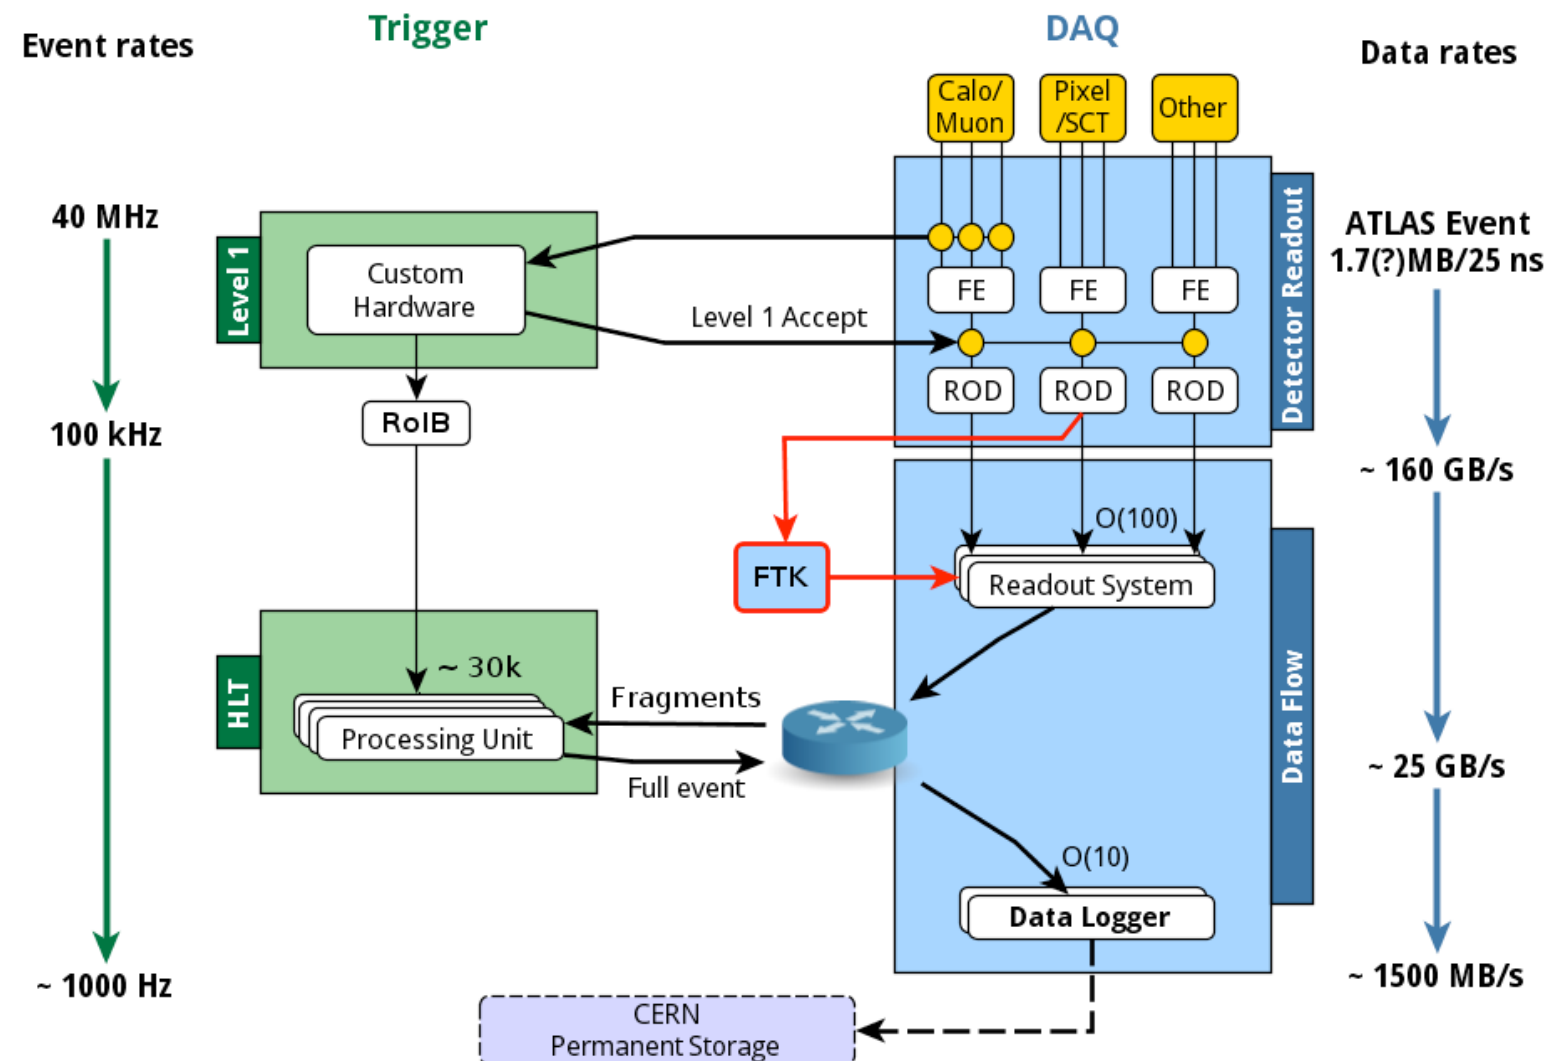 Event rates
Trigger
DAQ
Data rates
Calo/
Muon
Pixel
/SCT
Other
40 MHz
Level 1
Custom
Hardware
FE
FE
FE
Detector Readout
ATLAS Event
1.7(?)MB/25 ns
Level 1 Accept
ROD
ROD
ROD
RoIB
100 kHz
~ 160 GB/s
O(100)
FTK
Readout System
HLT
~ 30k
Processing Unit
Fragments
Full event
Data Flow
~ 25 GB/s
O(10)
Data Logger
~ 1000 Hz
~ 1500 MB/s
CERN
Permanent Storage